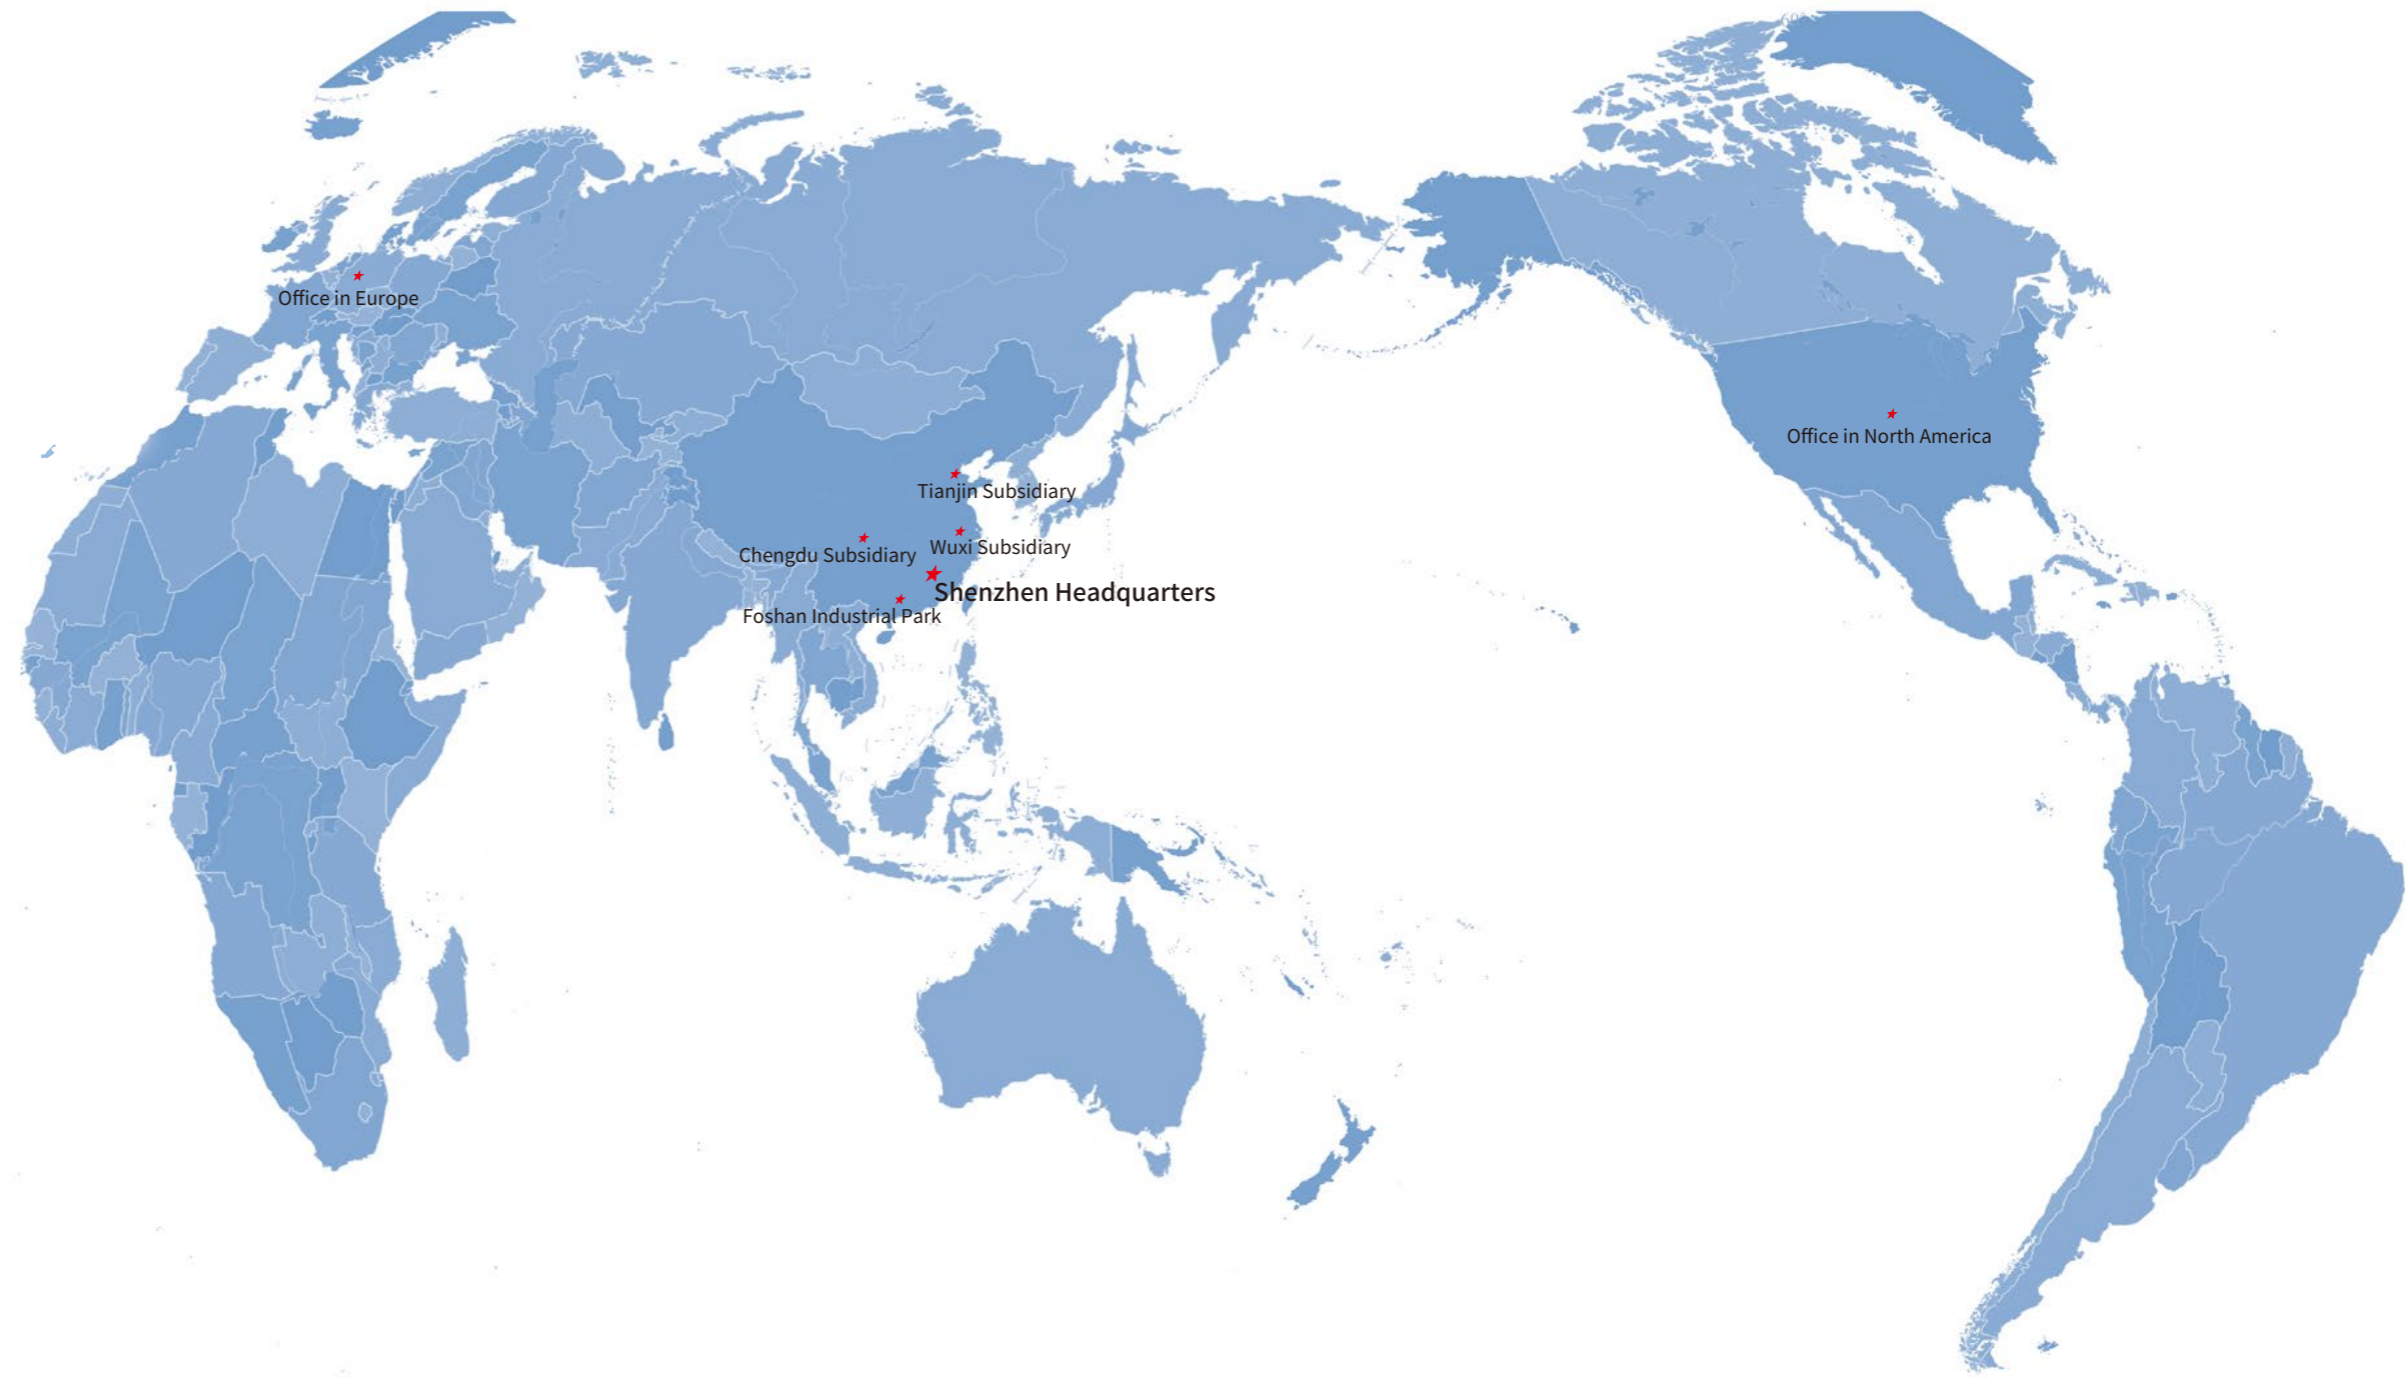 Office in Europe
Office in North America
Tianjin Subsidiary
Chengdu Subsidiary
Wuxi Subsidiary
Shenzhen Headquarters
Foshan Industrial Park